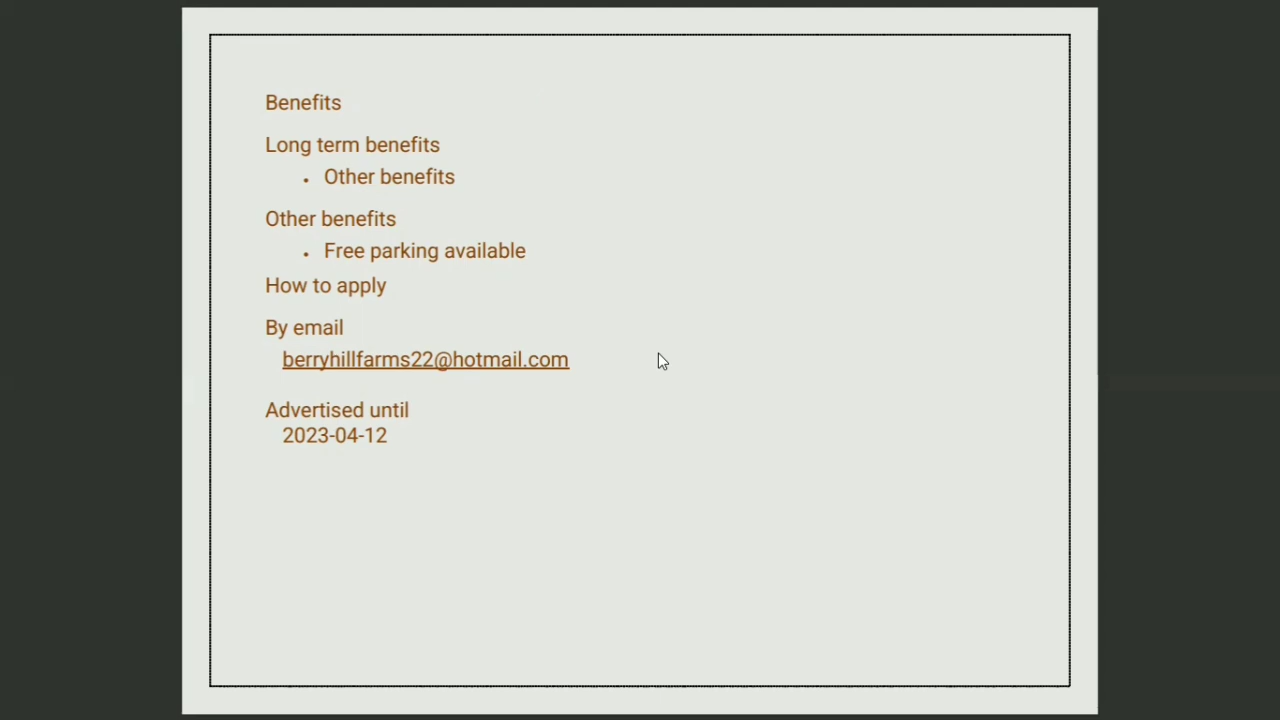 Benefits
Long term benefits
• Other benefits
Other benefits
• Free parking available
How to apply
By email
berryhillfarms22@hotmail.com
Advertised until
2023-04-12